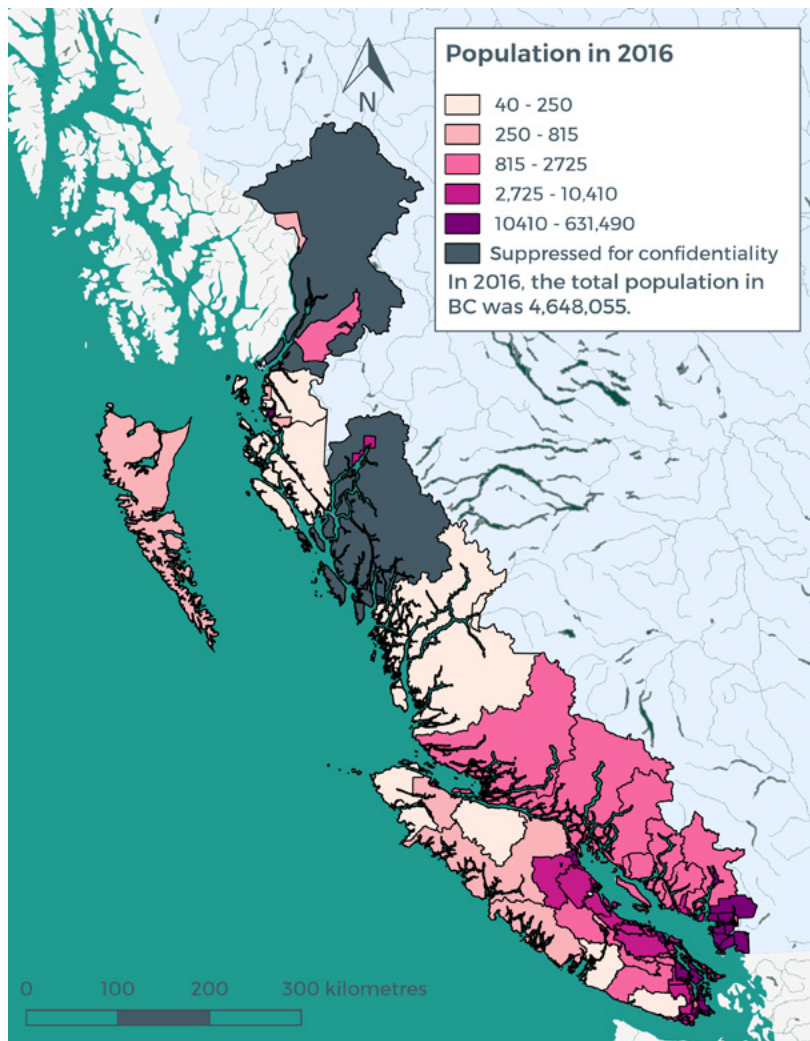 Population in 2016
40 - 250
250 - 815
815 - 2725
2,725 - 10,410
10410 - 631,490
Suppressed for confidentiality
In 2016, the total population in
BC was 4,648,055.
N
0 100 200 300 kilometres